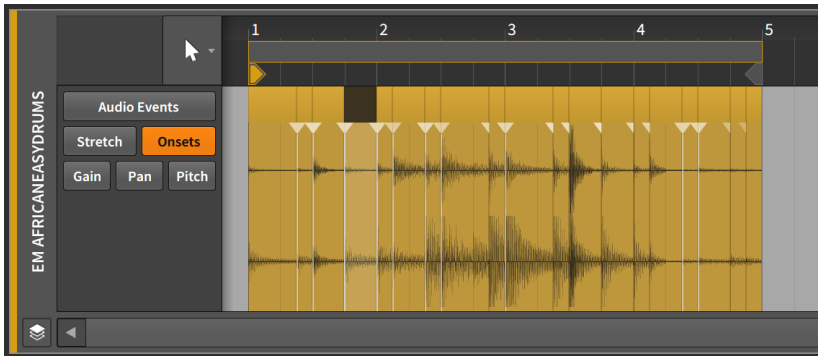 1 2 3 4 5
EM AFRICANEASYDRUMS
Audio Events
Stretch Onsets
Gain Pan Pitch